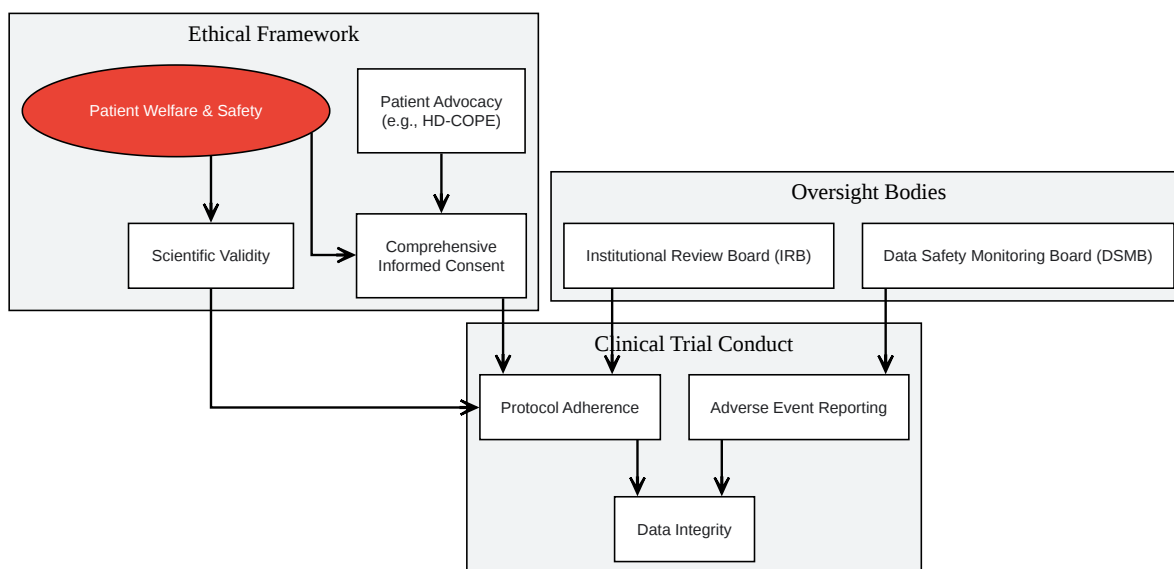 Ethical Framework
Patient Welfare & Safety
Patient Advocacy
(e.g., HD-COPE)
Scientific Validity
Comprehensive
Informed Consent
Oversight Bodies
Institutional Review Board (IRB)
Data Safety Monitoring Board (DSMB)
Clinical Trial Conduct
Protocol Adherence
Adverse Event Reporting
Data Integrity